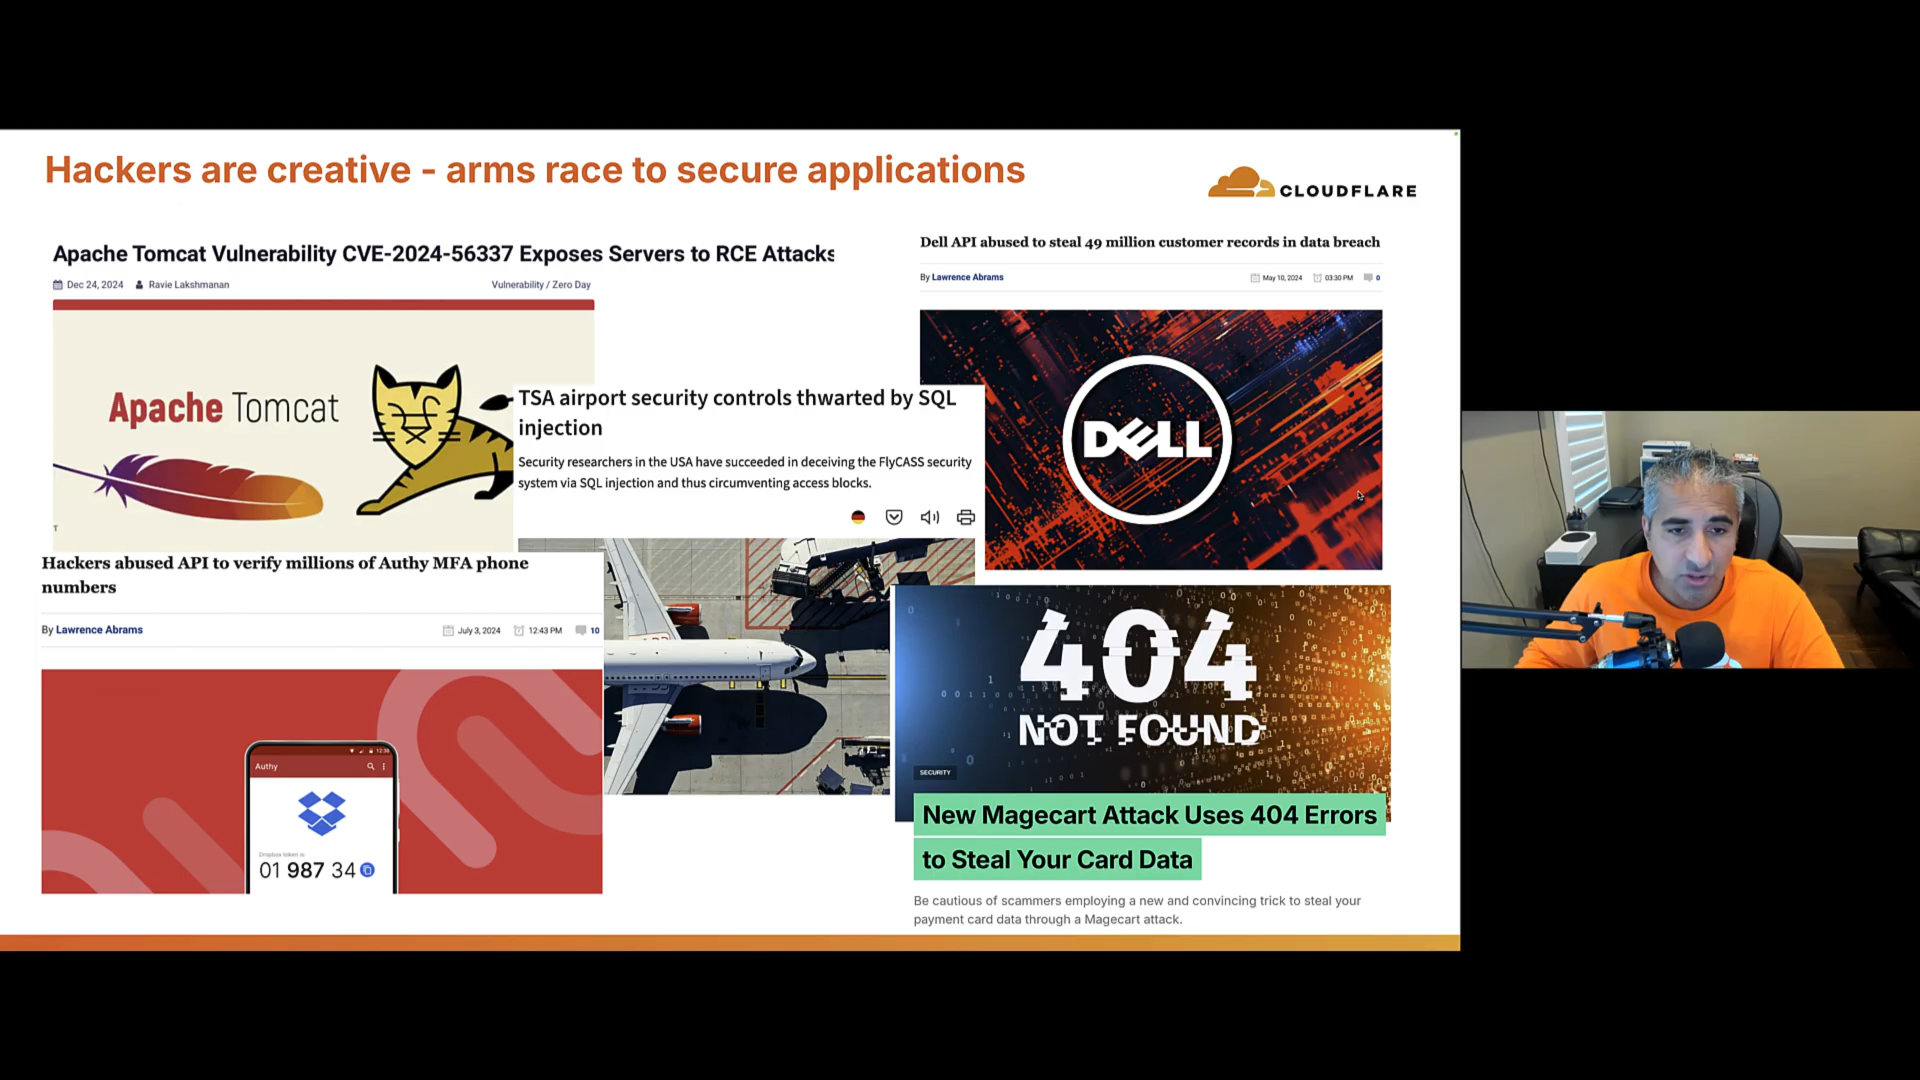 Hackers are creative - arms race to secure applications
CLOUDFLARE
Apache Tomcat Vulnerability CVE-2024-56337 Exposes Servers to RCE Attacks
Dec 24, 2024 Ravie Lakshmanan Vulnerability / Zero Day
Apache Tomcat
TSA airport security controls thwarted by SQL
injection
Security researchers in the USA have succeeded in deceiving the FlyCASS security
system via SQL injection and thus circumventing access blocks.
Dell API abused to steal 49 million customer records in data breach
By Lawrence Abrams May 10, 2024 03:30 PM 0
DELL
Hackers abused API to verify millions of Authy MFA phone
numbers
By Lawrence Abrams July 3, 2024 12:43 PM 10
Authy
Dropbox token is:
01 987 34
404
NOT FOUND
SECURITY
New Magecart Attack Uses 404 Errors
to Steal Your Card Data
Be cautious of scammers employing a new and convincing trick to steal your
payment card data through a Magecart attack.